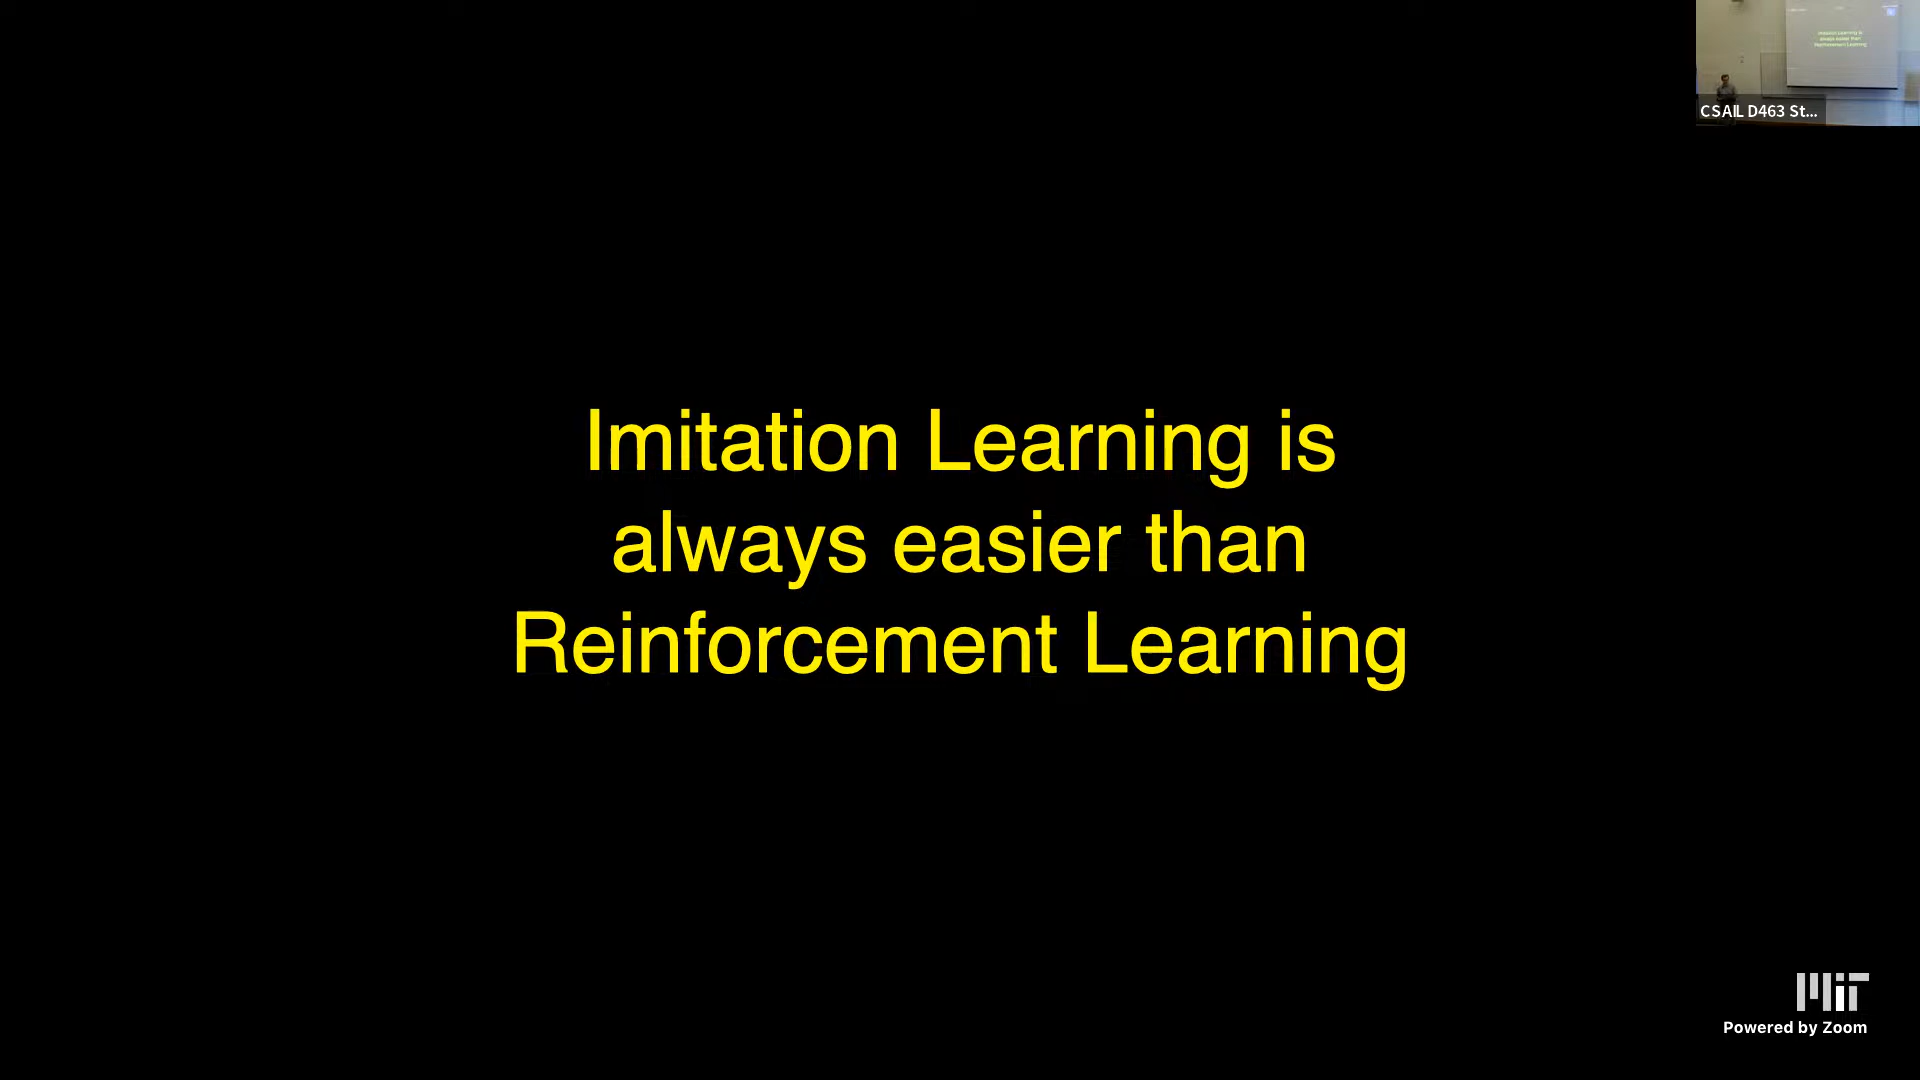 CSAIL D463 St...
Imitation Learning is
always easier than
Reinforcement Learning
MIT
Powered by Zoom